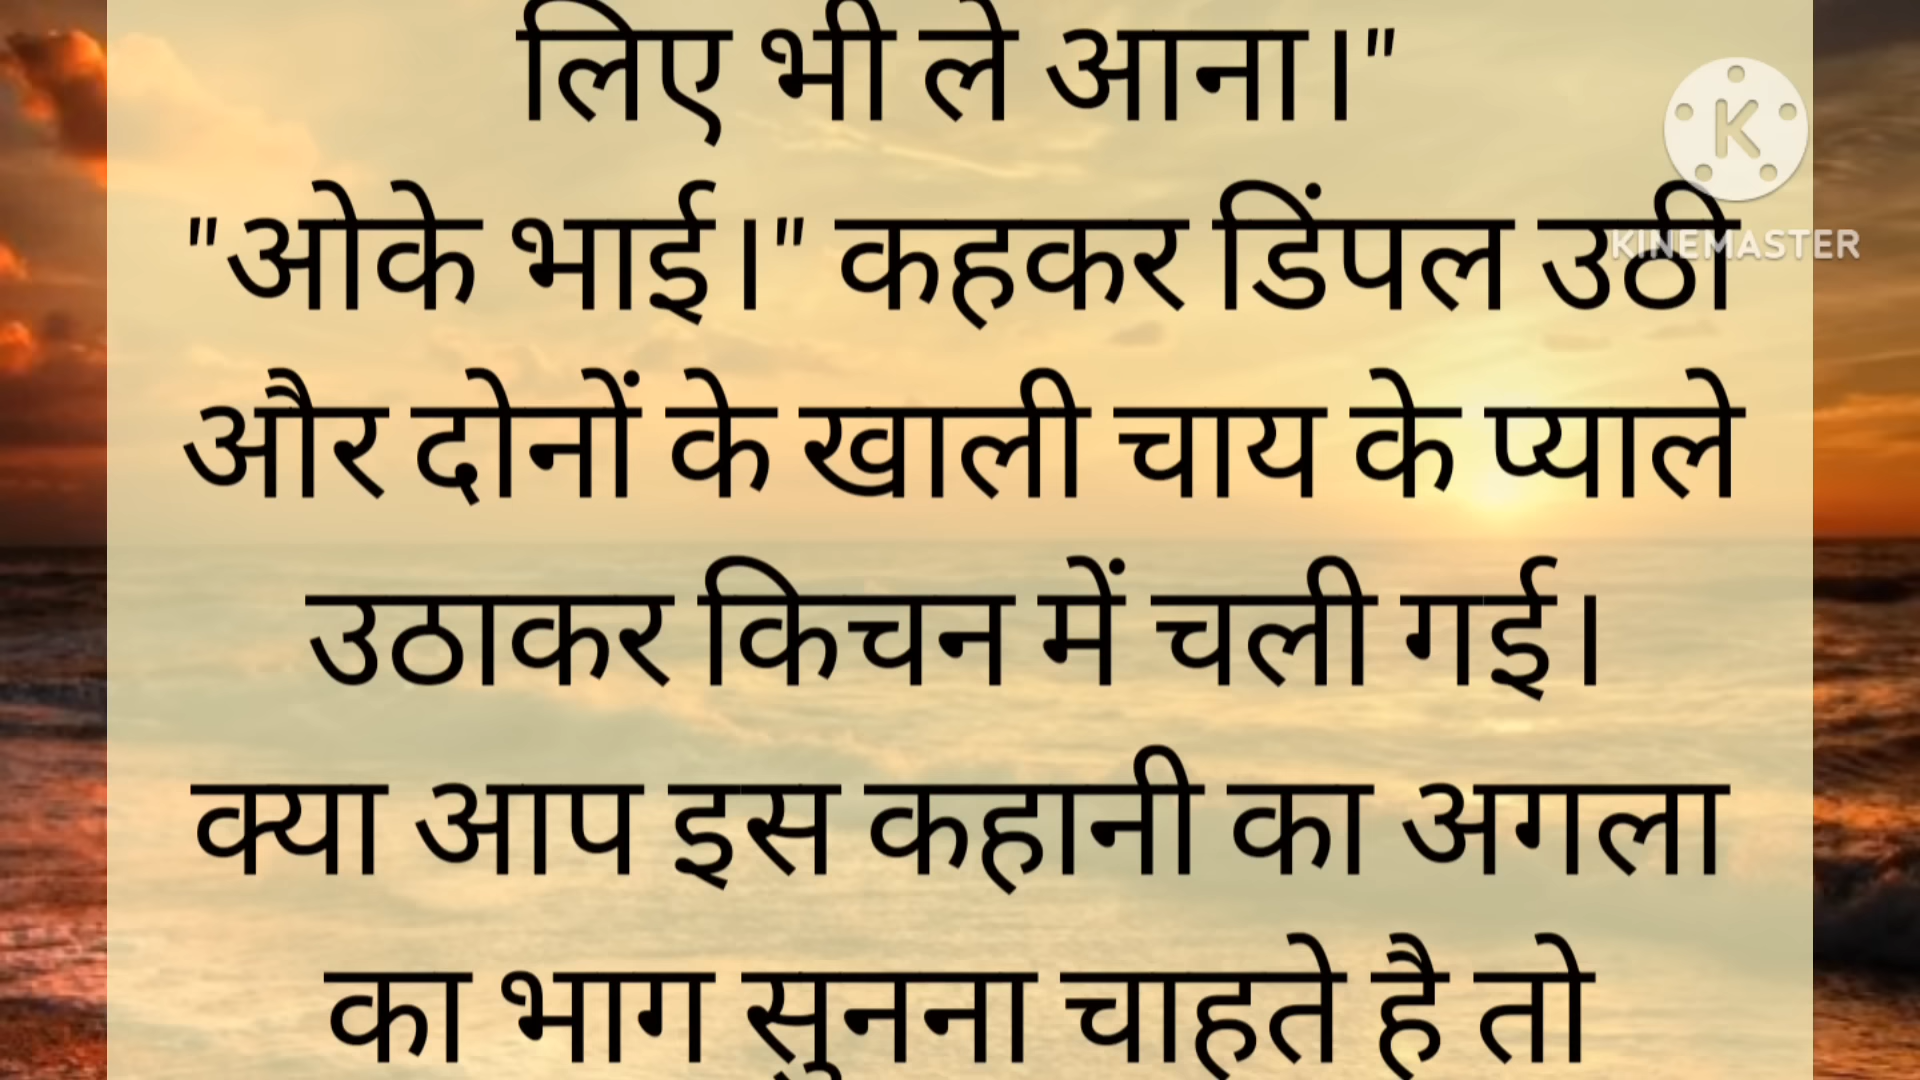 लिए भी ले आना।"
"ओके भाई।" कहकर डिंपल उठी
और दोनों के खाली चाय के प्याले
उठाकर किचन में चली गई।
क्या आप इस कहानी का अगला
का भाग सुनना चाहते है तो
K
KINEMASTER